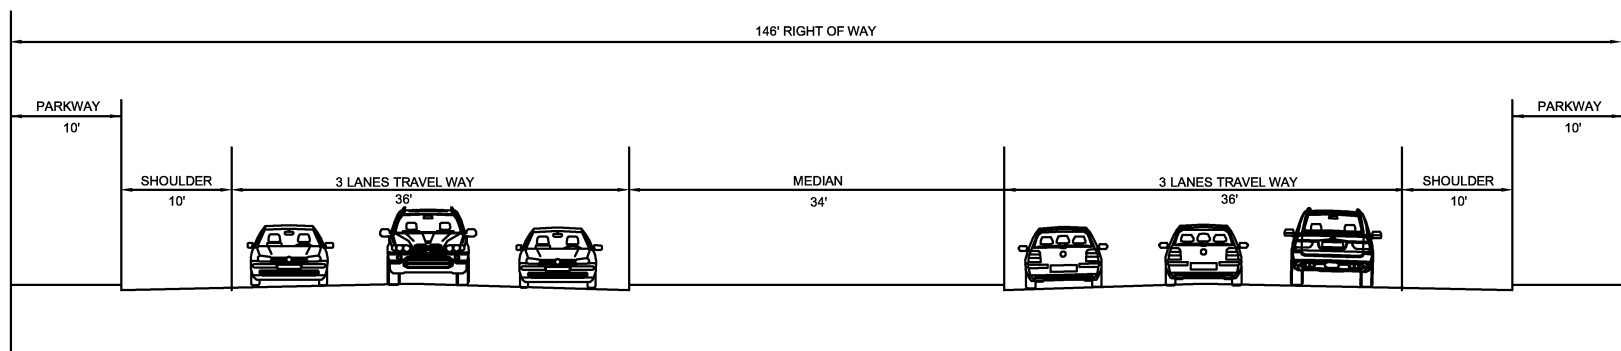 146' RIGHT OF WAY
PARKWAY
10'
PARKWAY
10'
SHOULDER
10'
3 LANES TRAVEL WAY
36'
MEDIAN
34'
3 LANES TRAVEL WAY
36'
SHOULDER
10'